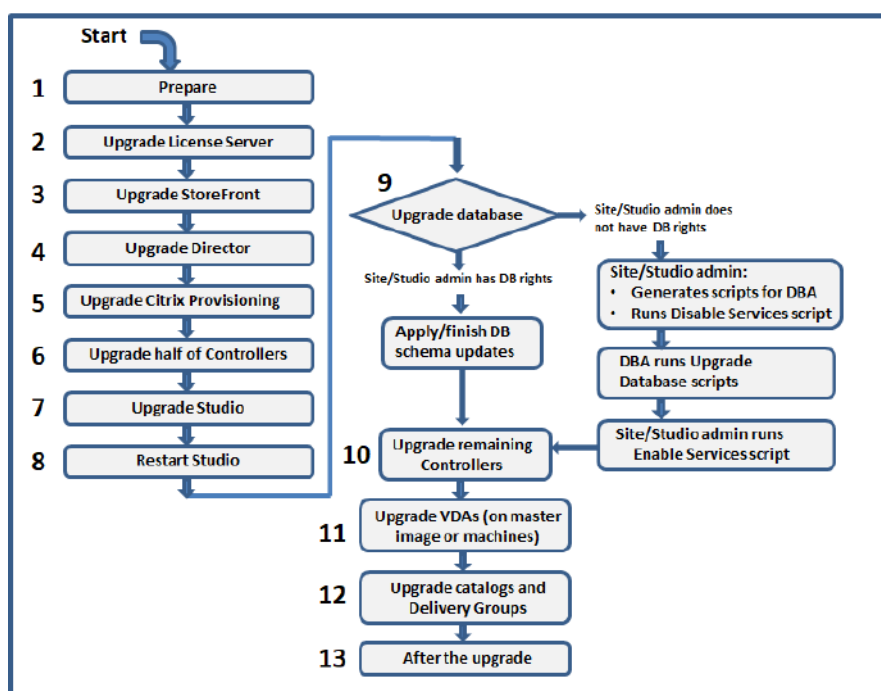 Start
1
Prepare
2
Upgrade License Server
3
Upgrade StoreFront
4
Upgrade Director
5
Upgrade Citrix Provisioning
6
Upgrade half of Controllers
7
Upgrade Studio
8
Restart Studio
9
Upgrade database
Site/Studio admin does
not have DB rights
Site/Studio admin has DB rights
Site/Studio admin:
• Generates scripts for DBA
• Runs Disable Services script
Apply/finish DB
schema updates
DBA runs Upgrade
Database scripts
Site/Studio admin runs
Enable Services script
10
Upgrade remaining
Controllers
11
Upgrade VDAs (on master
image or machines)
12
Upgrade catalogs and
Delivery Groups
13
After the upgrade